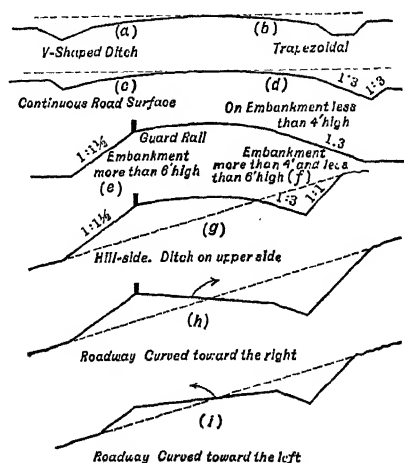 (a) (b)
V-Shaped Ditch Trapezoidal
(c) (d) 1:3 1:3
Continuous Road Surface On Embankment less
than 4' high
Guard Rail 1:1½ 1.3
Embankment
more than 6' high
(e)
Embankment
more than 4' and less
than 6' high (f)
1:1½ 1:3 1:1
(g)
Hill-side. Ditch on upper side
(h)
Roadway Curved toward the right
(i)
Roadway Curved toward the left